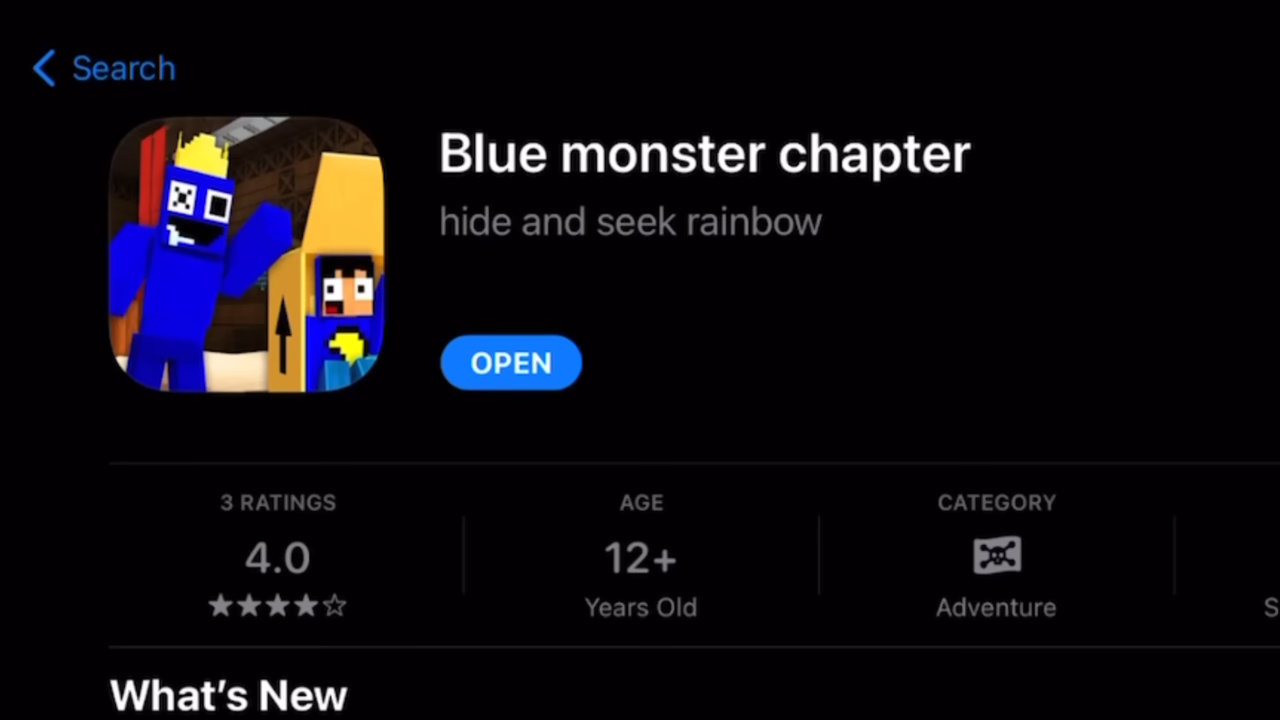 Search
Blue monster chapter
hide and seek rainbow
OPEN
3 RATINGS
AGE
CATEGORY
4.0
12+
Years Old
Adventure
S
What's New